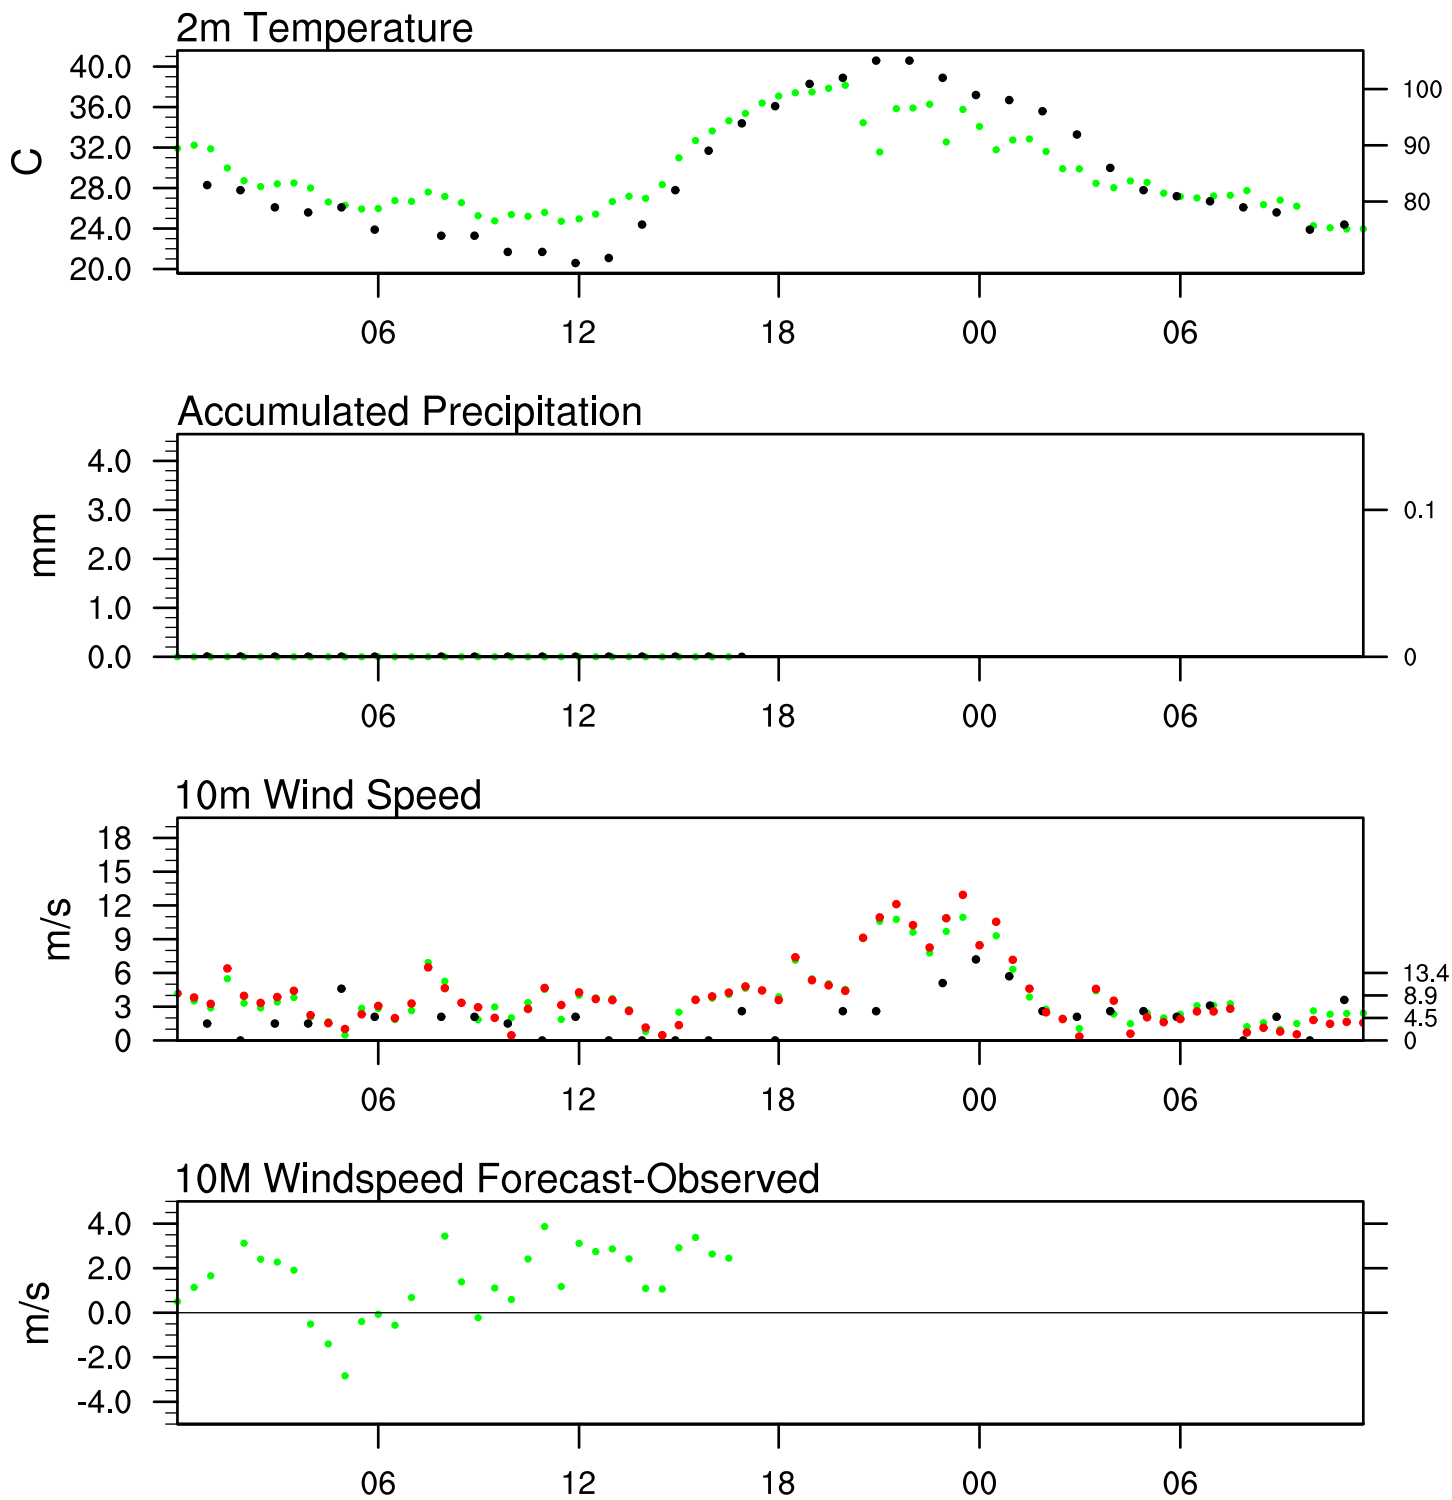 2m Temperature
40.0
36.0
32.0
28.0
24.0
20.0
C
100
90
80
06 12 18 00 06
Accumulated Precipitation
4.0
3.0
2.0
1.0
0.0
mm
0.1
0
06 12 18 00 06
10m Wind Speed
18
15
12
9
6
3
0
m/s
13.4
8.9
4.5
0
06 12 18 00 06
10M Windspeed Forecast-Observed
4.0
2.0
0.0
-2.0
-4.0
m/s
06 12 18 00 06